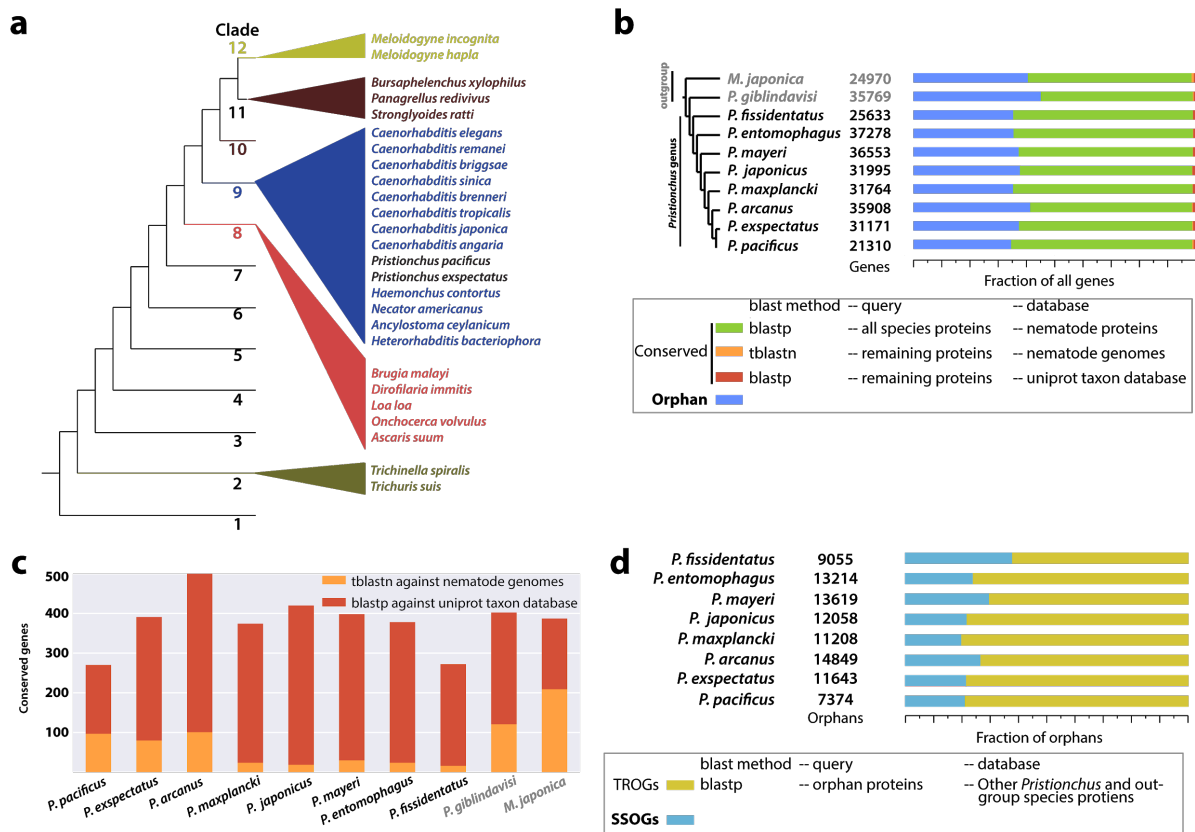 a
Clade
12
11
10
9
8
7
6
5
4
3
2
1
Meloidogyne incognita
Meloidogyne hapla
Bursaphelenchus xylophilus
Panagrellus redivivus
Stronglyoides ratti
Caenorhabditis elegans
Caenorhabditis remanei
Caenorhabditis briggsae
Caenorhabditis sinica
Caenorhabditis brenneri
Caenorhabditis tropicalis
Caenorhabditis japonica
Caenorhabditis angaria
Pristionchus pacificus
Pristionchus exspectatus
Haemonchus contortus
Necator americanus
Ancylostoma ceylanicum
Heterorhabditis bacteriophora
Brugia malayi
Dirofilaria immitis
Loa loa
Onchocerca volvulus
Ascaris suum
Trichinella spiralis
Trichuris suis
b
outgroup
Pristionchus genus
M. japonica 24970
P. giblindavisi 35769
P. fissidentatus 25633
P. entomophagus 37278
P. mayeri 36553
P. japonicus 31995
P. maxplancki 31764
P. arcanus 35908
P. exspectatus 31171
P. pacificus 21310
Genes
Fraction of all genes
blast method -- query -- database
Conserved
blastp -- all species proteins -- nematode proteins
tblastn -- remaining proteins -- nematode genomes
blastp -- remaining proteins -- uniprot taxon database
Orphan
c
Conserved genes
500
400
300
200
100
tblastn against nematode genomes
blastp against uniprot taxon database
P. pacificus
P. exspectatus
P. arcanus
P. maxplancki
P. japonicus
P. mayeri
P. entomophagus
P. fissidentatus
P. giblindavisi
M. japonica
d
P. fissidentatus 9055
P. entomophagus 13214
P. mayeri 13619
P. japonicus 12058
P. maxplancki 11208
P. arcanus 14849
P. exspectatus 11643
P. pacificus 7374
Orphans
Fraction of orphans
blast method -- query -- database
TROGs blastp -- orphan proteins -- Other Pristionchus and out-
group species protiens
SSOGs